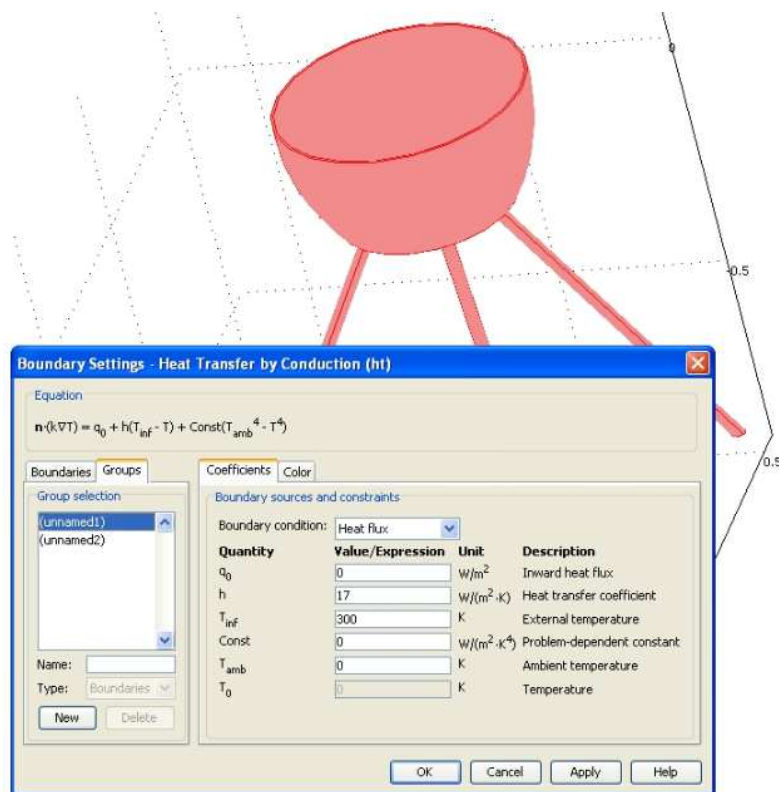 0
-0.5
0.5
Boundary Settings - Heat Transfer by Conduction (ht)
Equation
n·(k∇T) = q0 + h(Tinf - T) + Const(Tamb^4 - T^4)
Boundaries Groups
Coefficients Color
Group selection
(unnamed1)
(unnamed2)
Name:
Type: Boundaries
New Delete
Boundary sources and constraints
Boundary condition: Heat flux
Quantity Value/Expression Unit Description
q0 0 W/m² Inward heat flux
h 17 W/(m²·K) Heat transfer coefficient
Tinf 300 K External temperature
Const 0 W/(m²·K⁴) Problem-dependent constant
Tamb 0 K Ambient temperature
T0 0 K Temperature
OK Cancel Apply Help